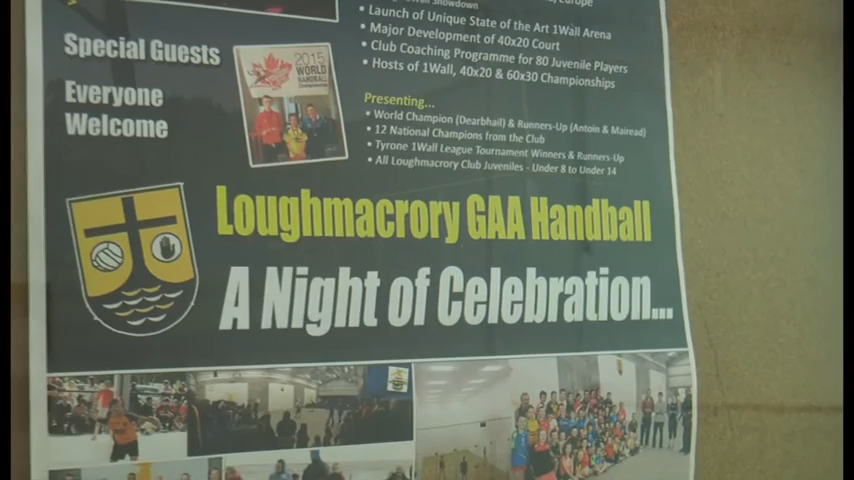 Showdown
Europe
• Launch of Unique State of the Art 1Wall Arena
• Major Development of 40x20 Court
• Club Coaching Programme for 80 Juvenile Players
• Hosts of 1Wall, 40x20 & 60x30 Championships
Special Guests
Everyone
Welcome
2015
WORLD
HANDBALL
Presenting...
• World Champion (Dearbhail) & Runners-Up (Antoin & Mairead)
• 12 National Champions from the Club
• Tyrone 1Wall League Tournament Winners & Runners-Up
• All Loughmacrory Club Juveniles - Under 8 to Under 14
Loughmacrory GAA Handball
A Night of Celebration...